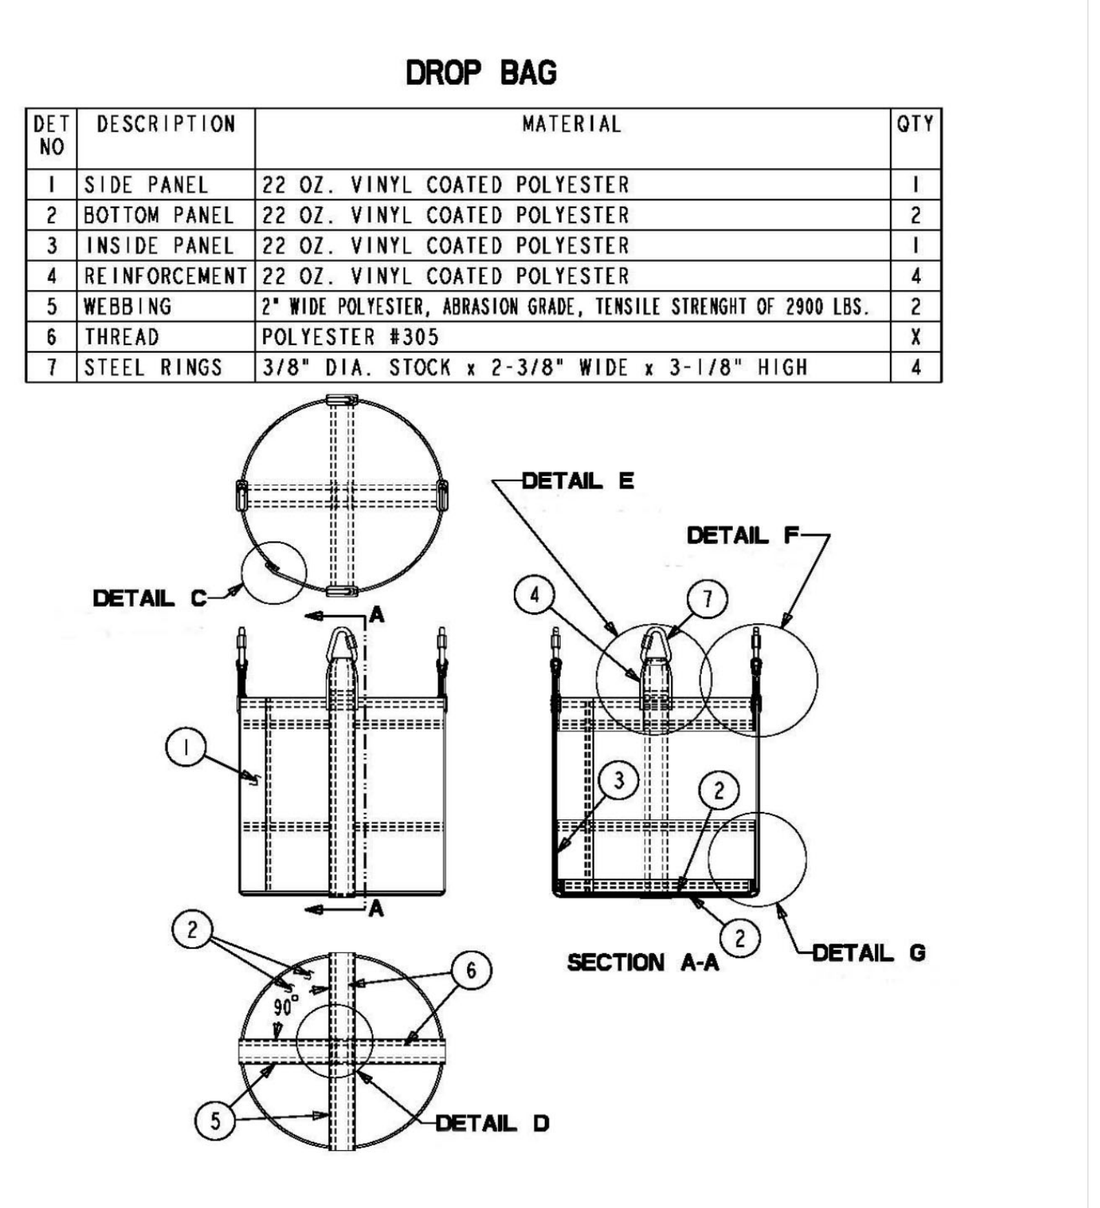 DROP BAG
DET NO DESCRIPTION MATERIAL QTY
1 SIDE PANEL 22 OZ. VINYL COATED POLYESTER 1
2 BOTTOM PANEL 22 OZ. VINYL COATED POLYESTER 2
3 INSIDE PANEL 22 OZ. VINYL COATED POLYESTER 1
4 REINFORCEMENT 22 OZ. VINYL COATED POLYESTER 4
5 WEBBING 2" WIDE POLYESTER, ABRASION GRADE, TENSILE STRENGHT OF 2900 LBS. 2
6 THREAD POLYESTER #305 X
7 STEEL RINGS 3/8" DIA. STOCK x 2-3/8" WIDE x 3-1/8" HIGH 4
DETAIL E
DETAIL F
DETAIL C
A
4
7
1
3
2
A
2
2
DETAIL G
SECTION A-A
6
90°
5
DETAIL D